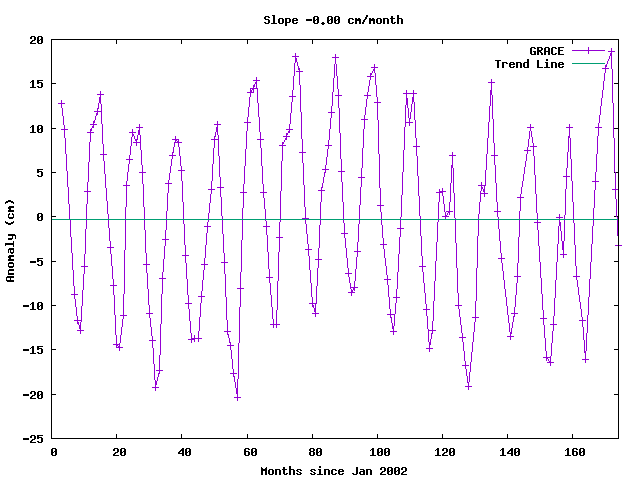 Slope -0.00 cm/month
20
15
10
5
0
-5
-10
-15
-20
-25
Anomaly (cm)
GRACE
Trend Line
0 20 40 60 80 100 120 140 160
Months since Jan 2002